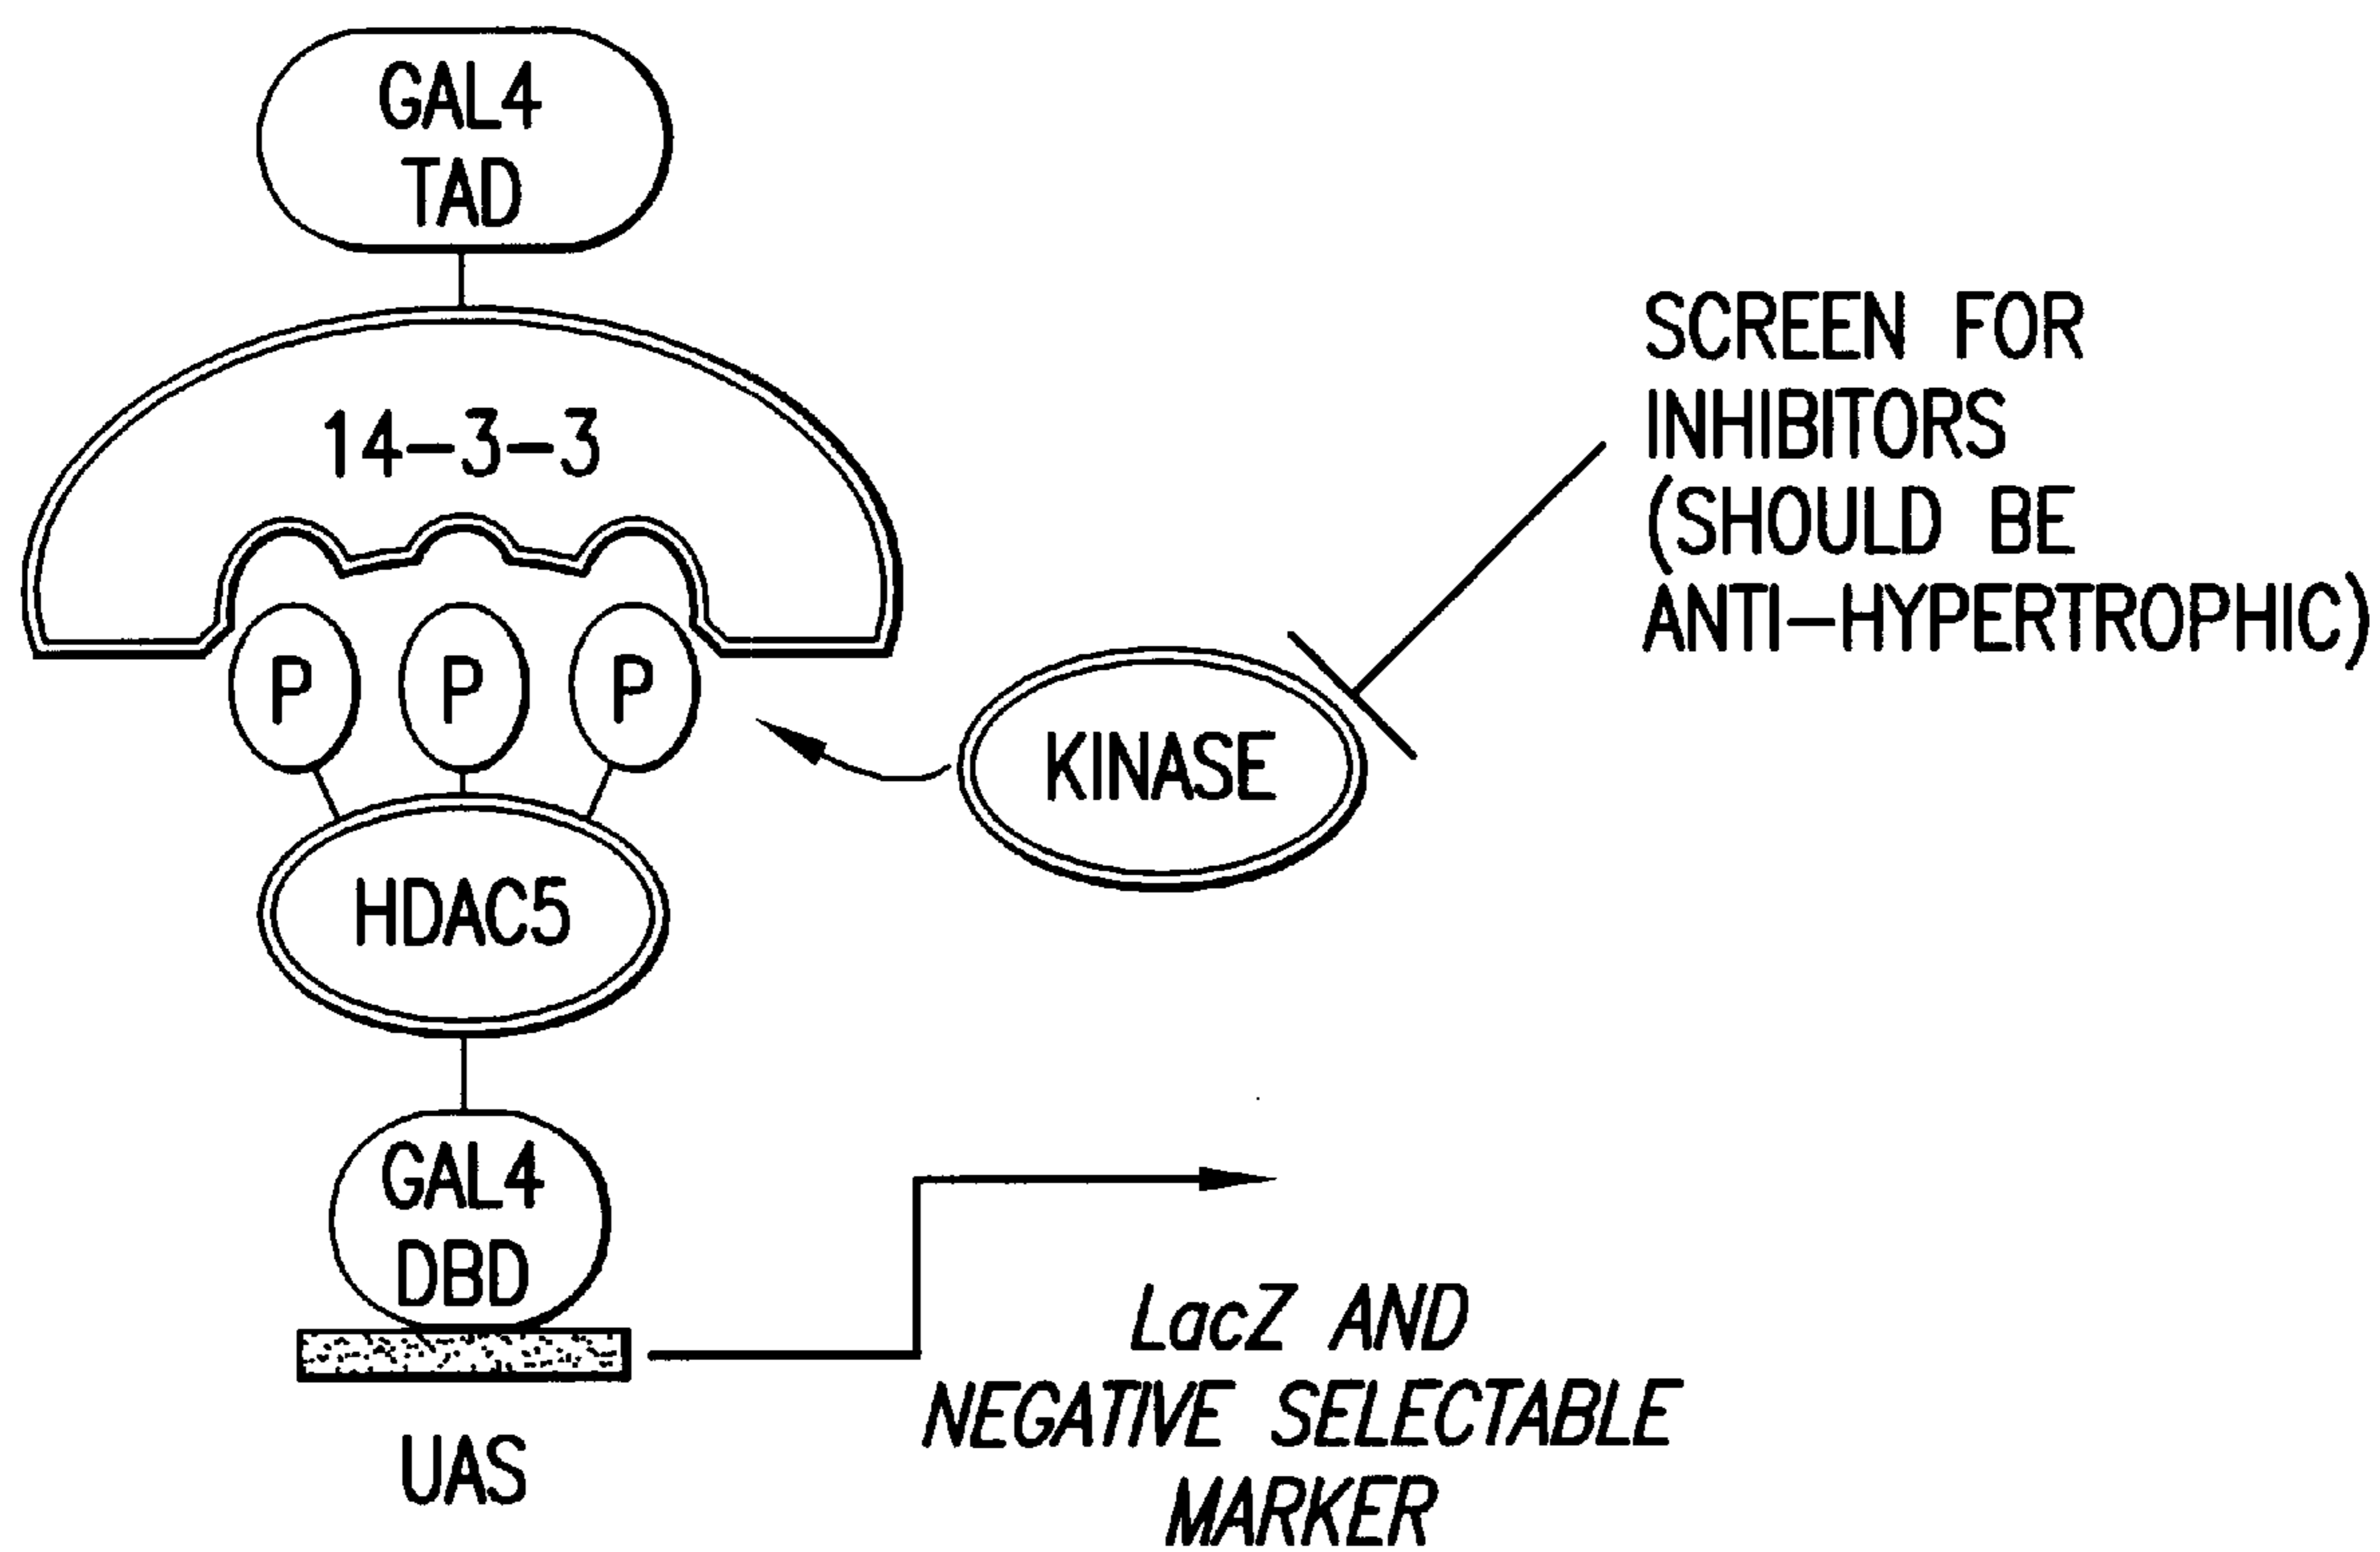 GAL4
TAD
14-3-3
SCREEN FOR
INHIBITORS
(SHOULD BE
ANTI-HYPERTROPHIC)
P P P
KINASE
HDAC5
GAL4
DBD
UAS
LacZ AND
NEGATIVE SELECTABLE
MARKER